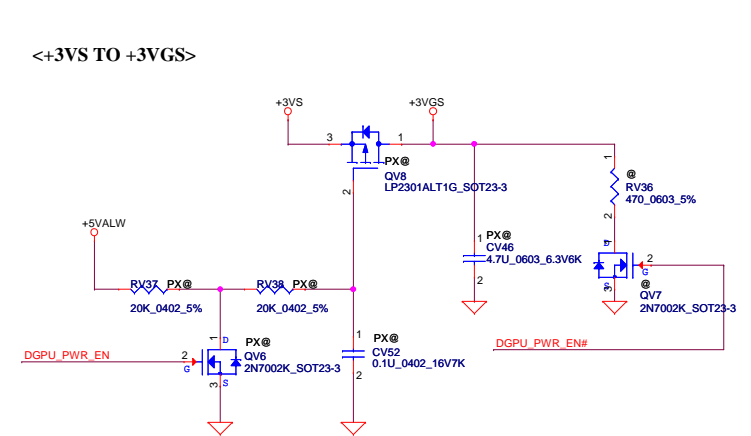 <+3VS TO +3VGS>
+3VS
+3VGS
3
1
PX@
QV8
LP2301ALT1G_SOT23-3
2
1
@
RV36
470_0603_5%
2
+5VALW
1
PX@
CV46
4.7U_0603_6.3V6K
2
D
1
2
G
S
3
@
QV7
2N7002K_SOT23-3
RV37
PX@
20K_0402_5%
RV38
PX@
20K_0402_5%
DGPU_PWR_EN#
DGPU_PWR_EN
1
D
2
G
3
S
PX@
QV6
2N7002K_SOT23-3
1
PX@
CV52
0.1U_0402_16V7K
2